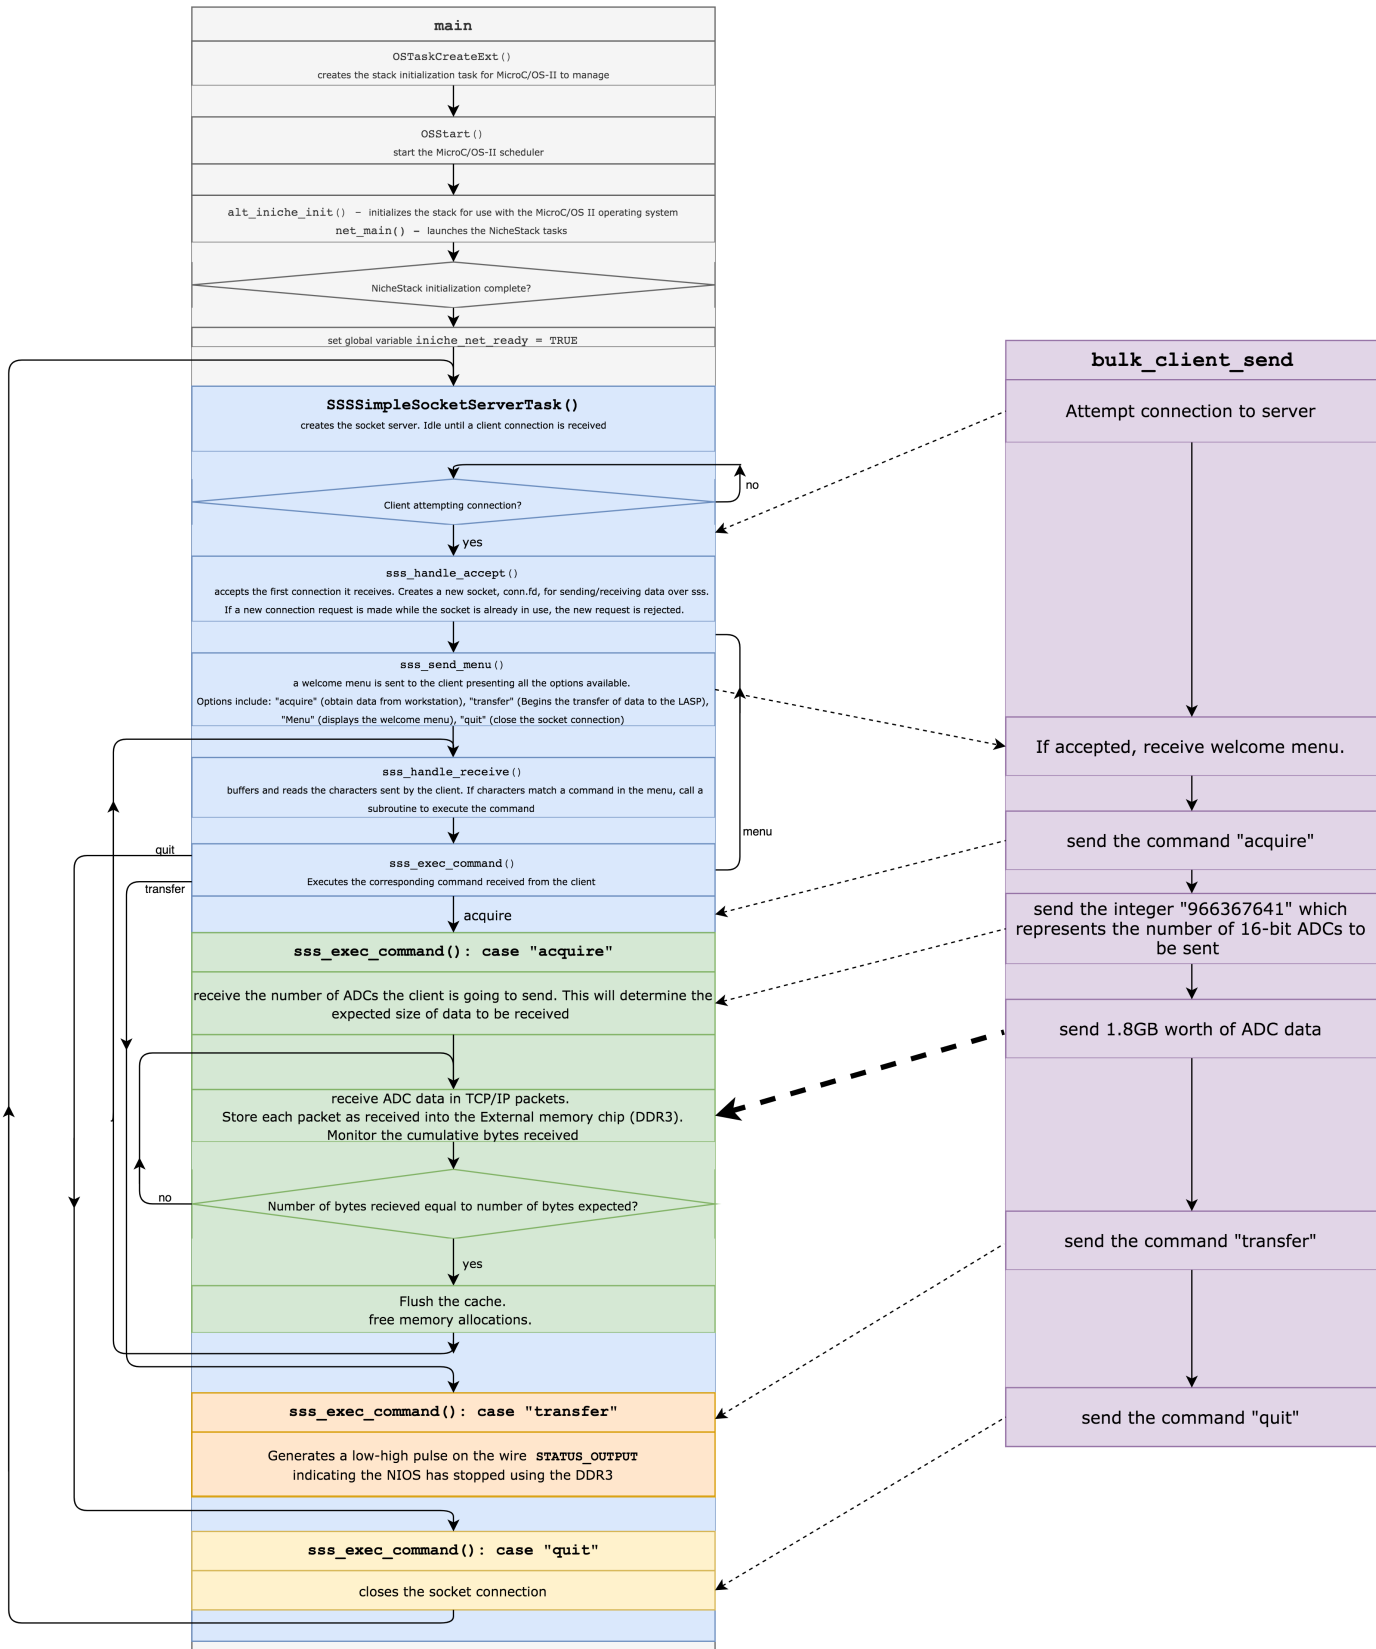 main
OSTaskCreateExt()
creates the stack initialization task for MicroC/OS-II to manage
OSStart()
start the MicroC/OS-II scheduler
alt_iniche_init() – initializes the stack for use with the MicroC/OS II operating system
net_main() – launches the NicheStack tasks
NicheStack initialization complete?
set global variable iniche_net_ready = TRUE
SSSSimpleSocketServerTask()
creates the socket server. Idle until a client connection is received
no
Client attempting connection?
yes
sss_handle_accept()
accepts the first connection it receives. Creates a new socket, conn.fd, for sending/receiving data over sss.
If a new connection request is made while the socket is already in use, the new request is rejected.
sss_send_menu()
a welcome menu is sent to the client presenting all the options available.
Options include: "acquire" (obtain data from workstation), "transfer" (Begins the transfer of data to the LASP),
"Menu" (displays the welcome menu), "quit" (close the socket connection)
sss_handle_receive()
buffers and reads the characters sent by the client. If characters match a command in the menu, call a
subroutine to execute the command
menu
quit
sss_exec_command()
Executes the corresponding command received from the client
transfer
acquire
sss_exec_command(): case "acquire"
receive the number of ADCs the client is going to send. This will determine the
expected size of data to be received
receive ADC data in TCP/IP packets.
Store each packet as received into the External memory chip (DDR3).
Monitor the cumulative bytes received
no
Number of bytes recieved equal to number of bytes expected?
yes
Flush the cache.
free memory allocations.
sss_exec_command(): case "transfer"
Generates a low-high pulse on the wire STATUS_OUTPUT
indicating the NIOS has stopped using the DDR3
sss_exec_command(): case "quit"
closes the socket connection
bulk_client_send
Attempt connection to server
If accepted, receive welcome menu.
send the command "acquire"
send the integer "966367641" which
represents the number of 16-bit ADCs to
be sent
send 1.8GB worth of ADC data
send the command "transfer"
send the command "quit"